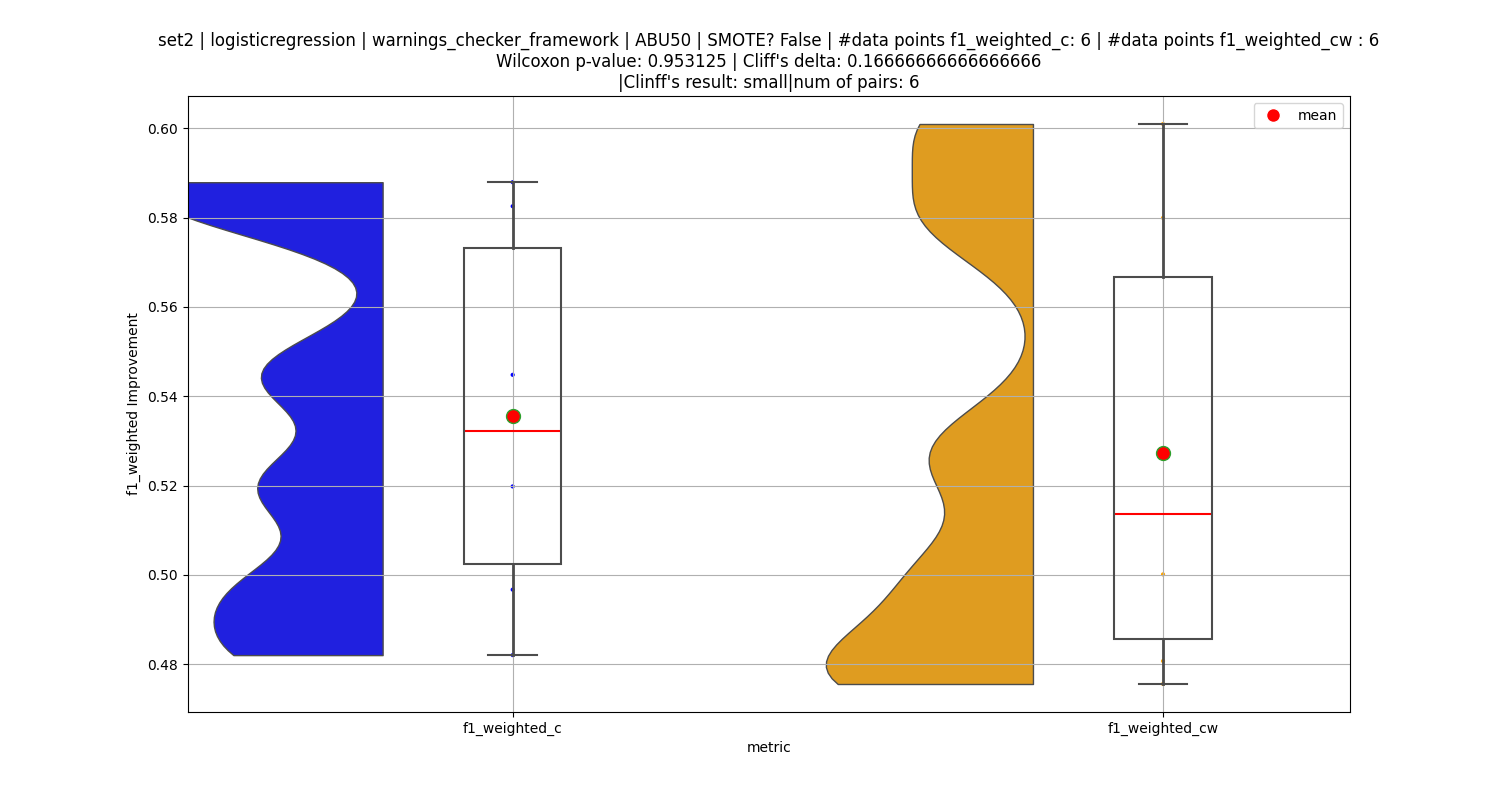 set2 | logisticregression | warnings_checker_framework | ABU50 | SMOTE? False | #data points f1_weighted_c: 6 | #data points f1_weighted_cw : 6
Wilcoxon p-value: 0.953125 | Cliff's delta: 0.16666666666666666
|Clinff's result: small|num of pairs: 6
mean
0.60
0.58
0.56
0.54
0.52
0.50
0.48
f1_weighted Improvement
f1_weighted_c
f1_weighted_cw
metric